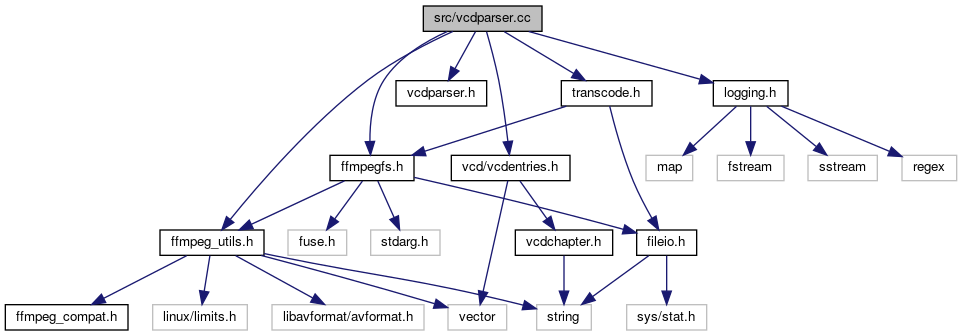 src/vcdparser.cc
vcdparser.h
transcode.h
logging.h
ffmpegfs.h
vcd/vcdentries.h
map
fstream
sstream
regex
ffmpeg_utils.h
fuse.h
stdarg.h
vcdchapter.h
fileio.h
ffmpeg_compat.h
linux/limits.h
libavformat/avformat.h
vector
string
sys/stat.h